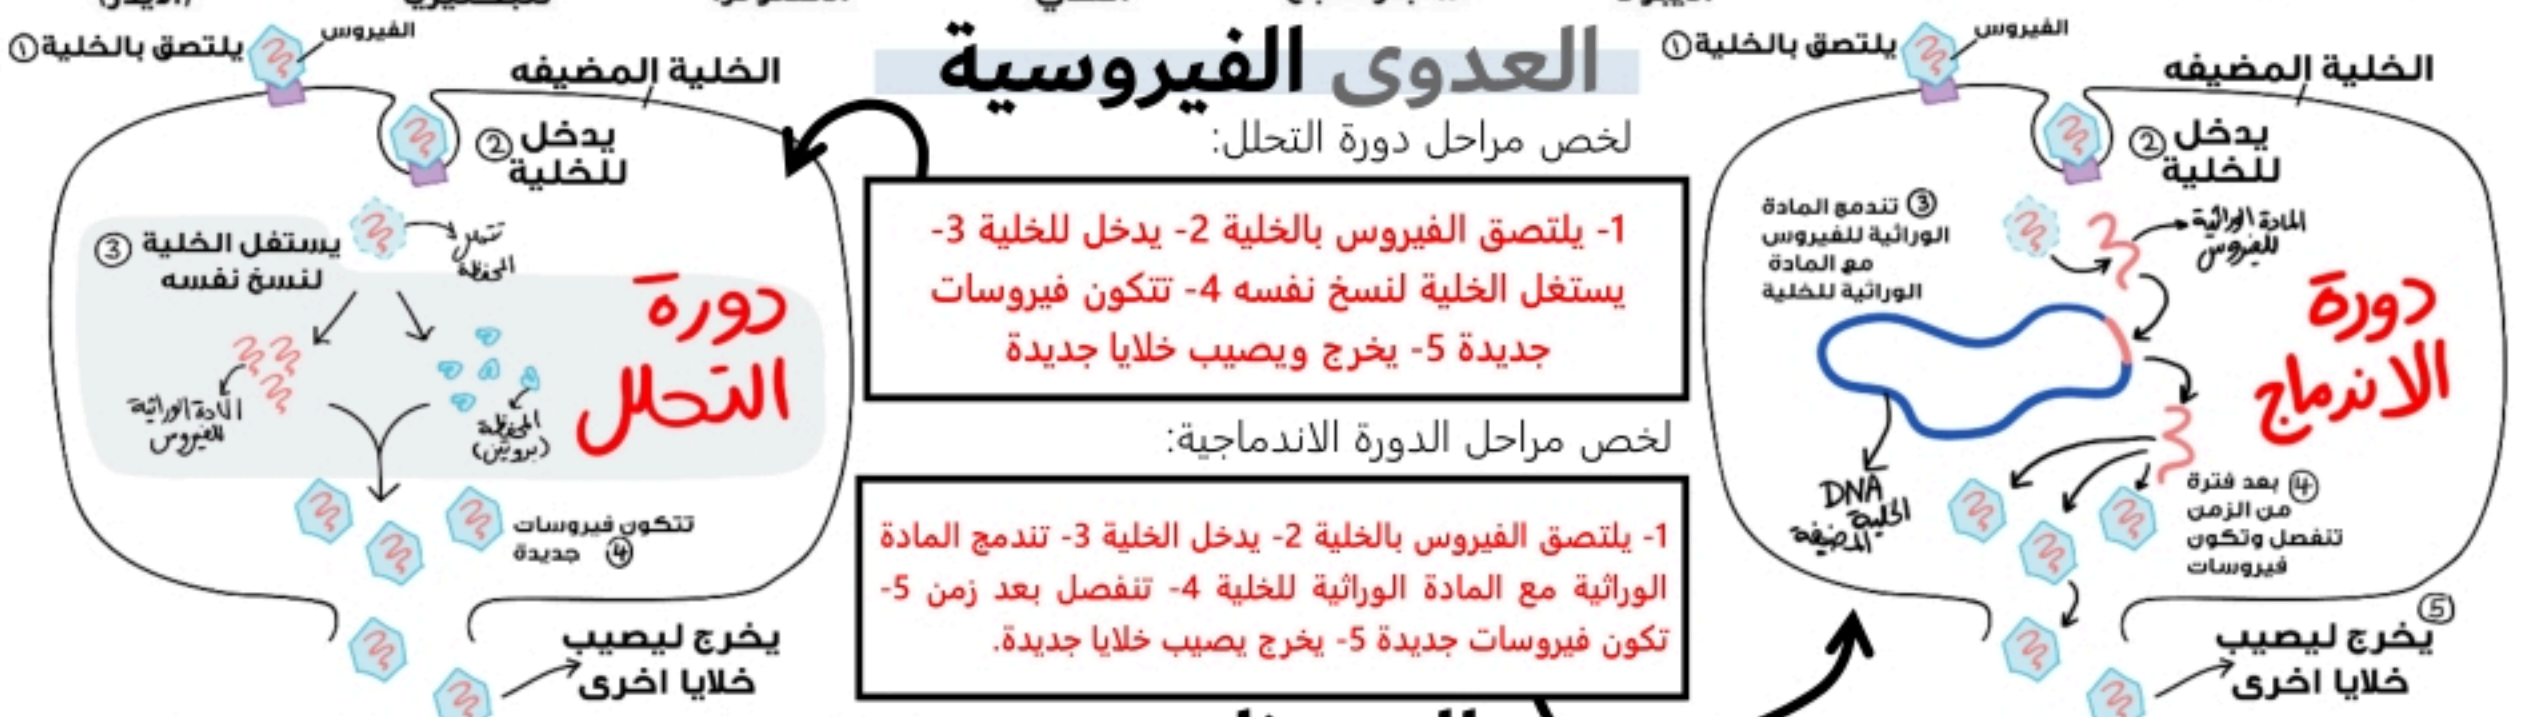 العدوى الفيروسية
لخص مراحل دورة التحلل:
1- يلتصق الفيروس بالخلية 2- يدخل للخلية 3-
يستغل الخلية لنسخ نفسه 4- تتكون فيروسات
جديدة 5- يخرج ويصيب خلايا جديدة
لخص مراحل الدورة الاندماجية:
1- يلتصق الفيروس بالخلية 2- يدخل الخلية 3- تندمج المادة
الوراثية مع المادة الوراثية للخلية 4- تنفصل بعد زمن 5-
تكون فيروسات جديدة 5- يخرج يصيب خلايا جديدة.
الفيروس
يلتصق بالخلية ①
الخلية المضيفه
يدخل ②
للخلية
③ تندمج المادة
الوراثية للفيروس
مع المادة
الوراثية للخلية
المادة الوراثية
للفيروس
دورة
الاندماج
DNA
الخلية
المضيفة
④ بعد فترة
من الزمن
تنفصل وتكون
فيروسات
⑤
يخرج ليصيب
خلايا اخرى
الفيروس
يلتصق بالخلية ①
الخلية المضيفه
يدخل ②
للخلية
تتحلل
المحفظة
يستغل الخلية ③
لنسخ نفسه
دورة
التحلل
المادة الوراثية
للفيروس
المحفظة
(بروتين)
تتكون فيروسات
جديدة ④
يخرج ليصيب
خلايا اخرى